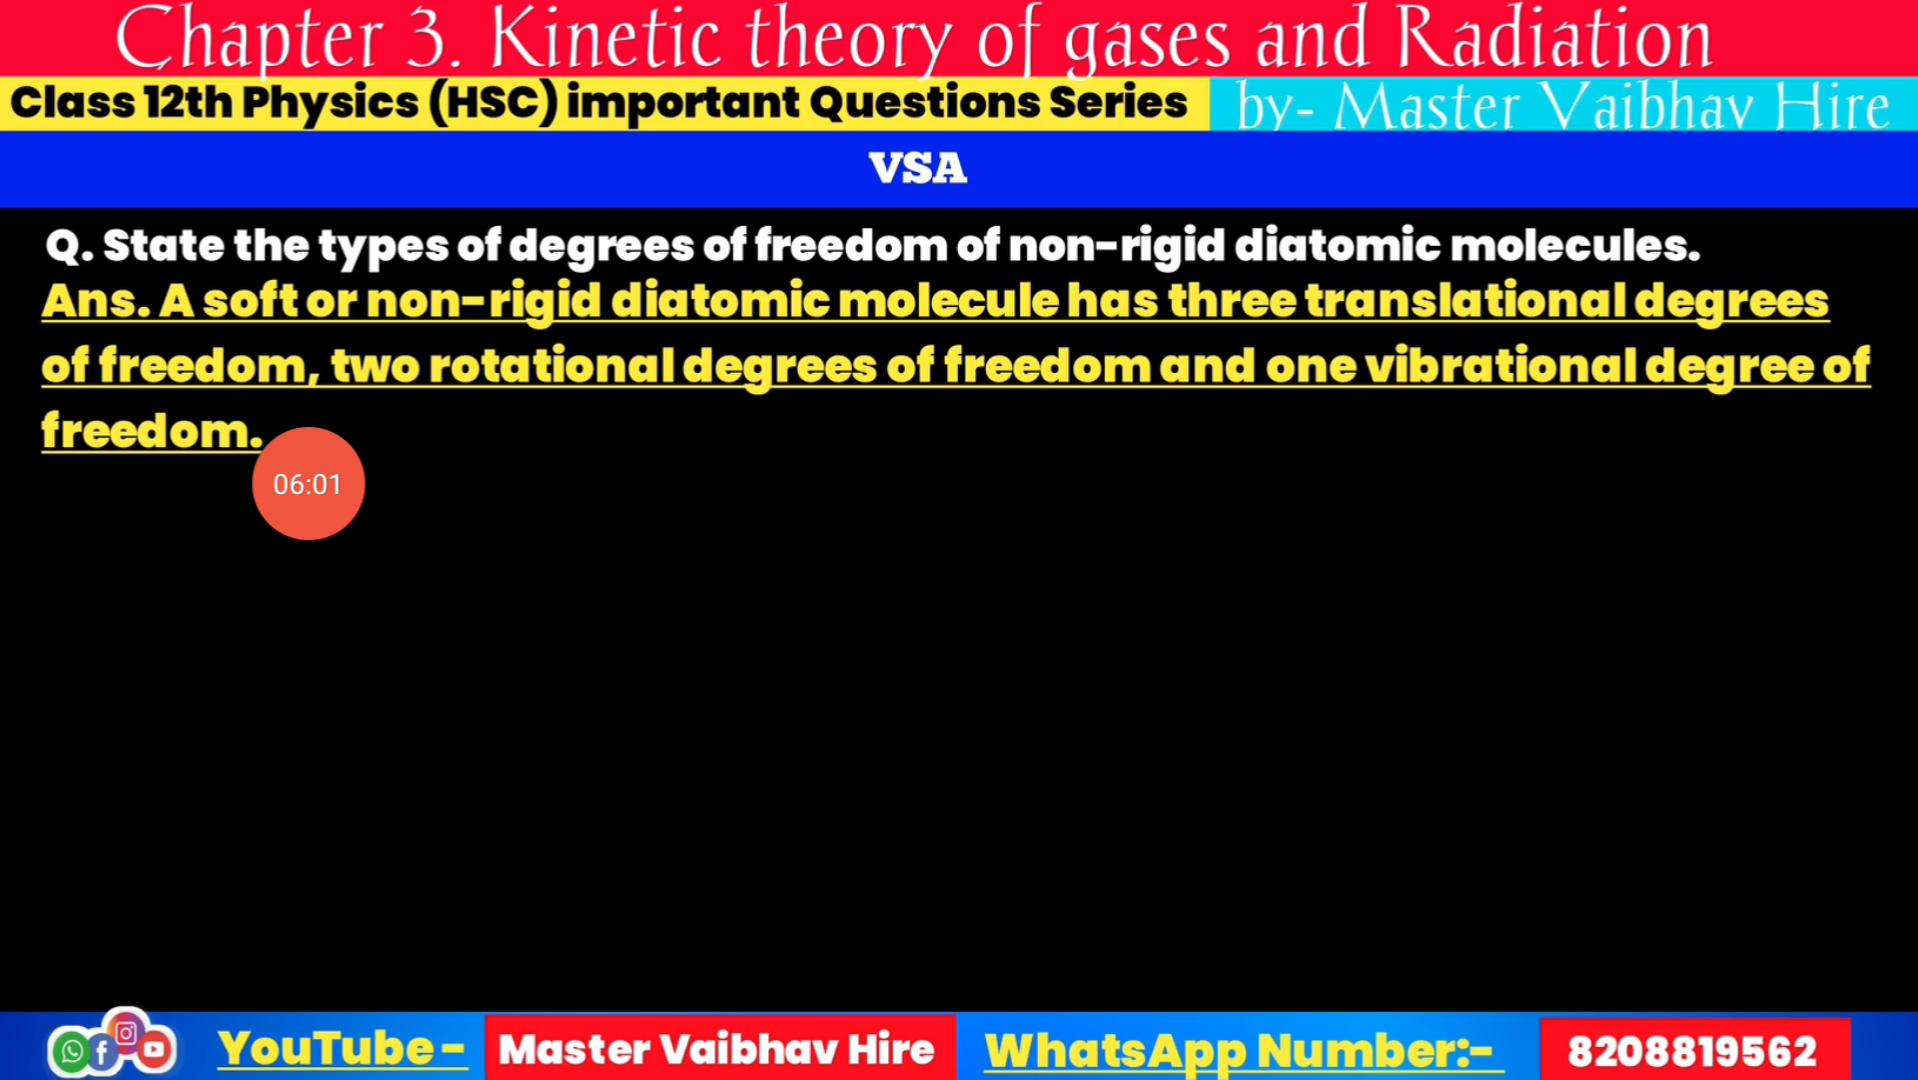 Chapter 3. Kinetic theory of gases and Radiation
Class 12th Physics (HSC) important Questions Series
by- Master Vaibhav Hire
VSA
Q. State the types of degrees of freedom of non-rigid diatomic molecules.
Ans. A soft or non-rigid diatomic molecule has three translational degrees
of freedom, two rotational degrees of freedom and one vibrational degree of
freedom.
06:01
YouTube- Master Vaibhav Hire WhatsApp Number:- 8208819562